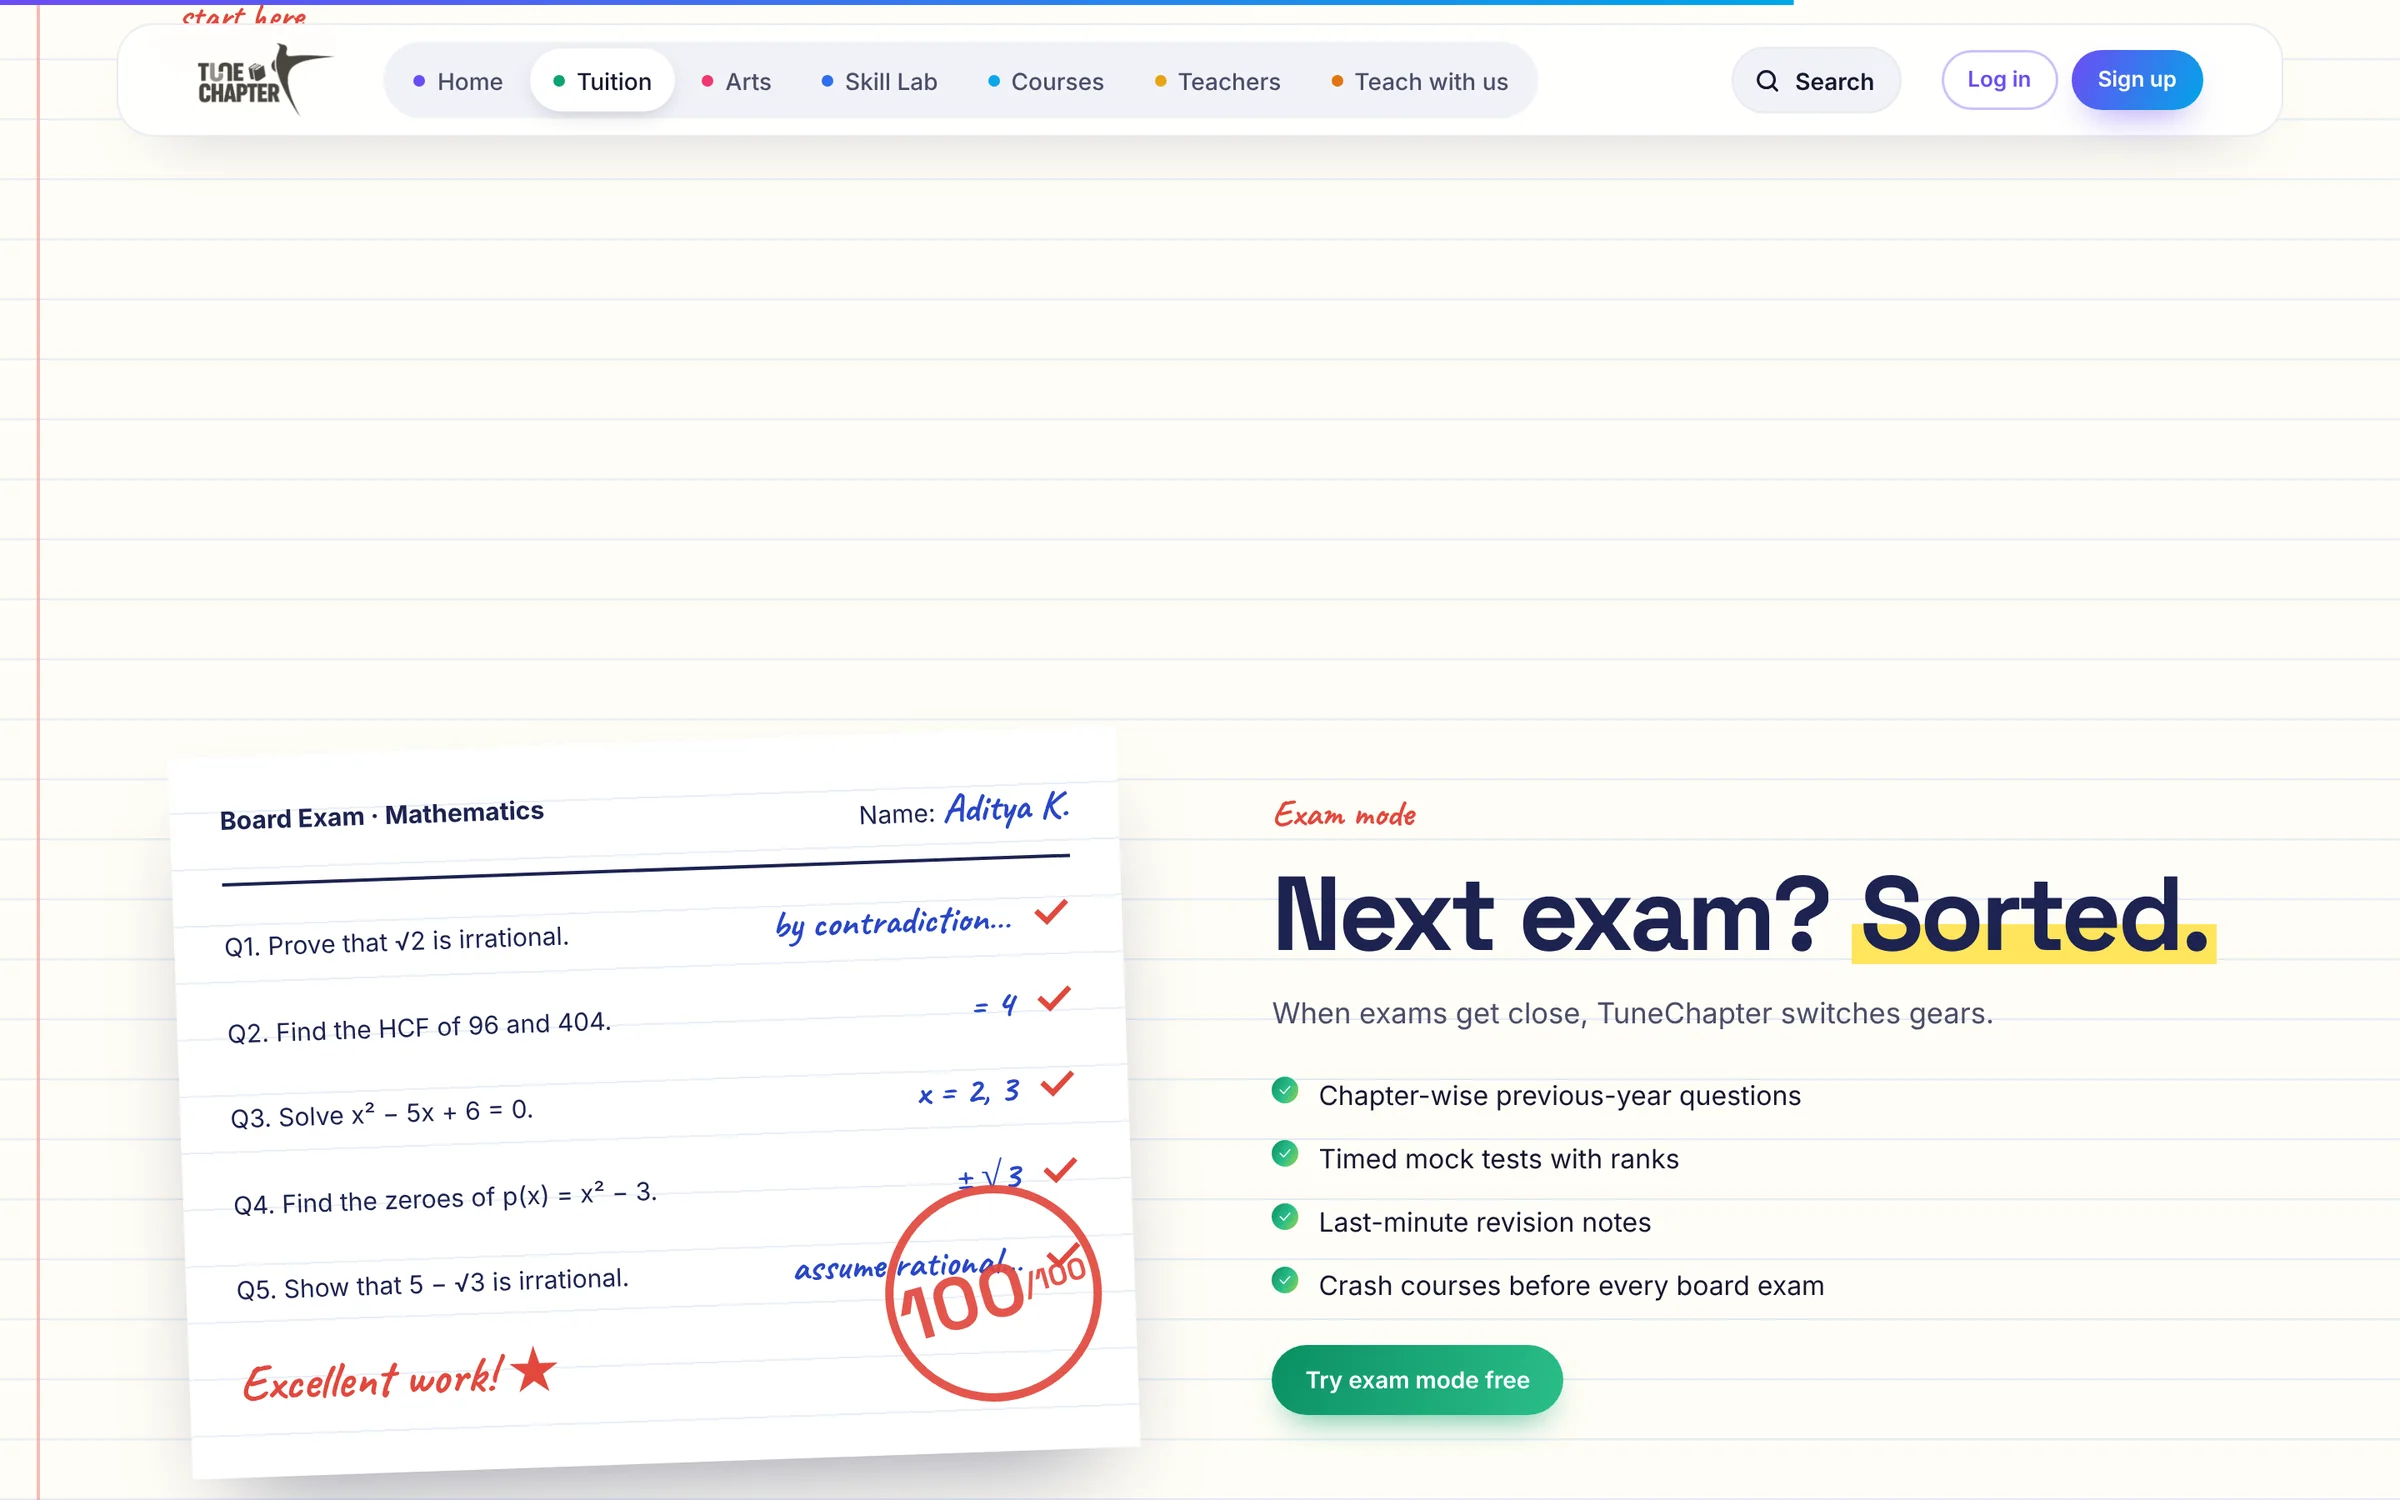 start here
TUNE
CHAPTER
Home
Tuition
Arts
Skill Lab
Courses
Teachers
Teach with us
Search
Log in
Sign up
Board Exam · Mathematics
Name: Aditya K.
Q1. Prove that √2 is irrational.
by contradiction...
Q2. Find the HCF of 96 and 404.
= 4
Q3. Solve x² − 5x + 6 = 0.
x = 2, 3
Q4. Find the zeroes of p(x) = x² − 3.
± √3
Q5. Show that 5 − √3 is irrational.
assume rational...
100/100
Excellent work! ★
Exam mode
Next exam? Sorted.
When exams get close, TuneChapter switches gears.
Chapter-wise previous-year questions
Timed mock tests with ranks
Last-minute revision notes
Crash courses before every board exam
Try exam mode free